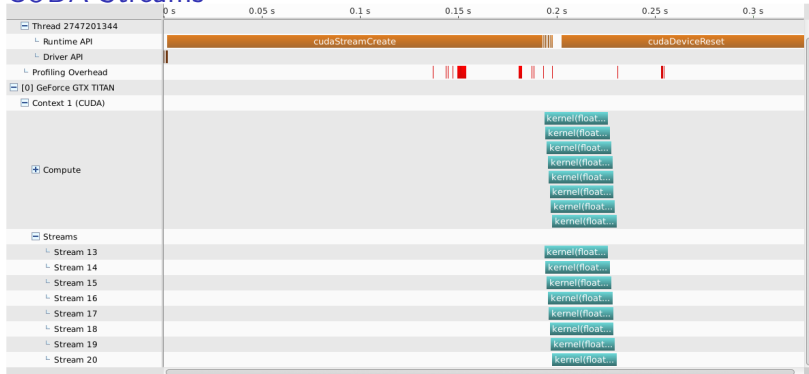 CUDA Streams
0 s 0.05 s 0.1 s 0.15 s 0.2 s 0.25 s 0.3 s
Thread 2747201344
Runtime API cudaStreamCreate cudaDeviceReset
Driver API
Profiling Overhead
[0] GeForce GTX TITAN
Context 1 (CUDA)
kernel(float...
kernel(float...
kernel(float...
kernel(float...
Compute
kernel(float...
kernel(float...
kernel(float...
kernel(float...
Streams
Stream 13 kernel(float...
Stream 14 kernel(float...
Stream 15 kernel(float...
Stream 16 kernel(float...
Stream 17 kernel(float...
Stream 18 kernel(float...
Stream 19 kernel(float...
Stream 20 kernel(float...